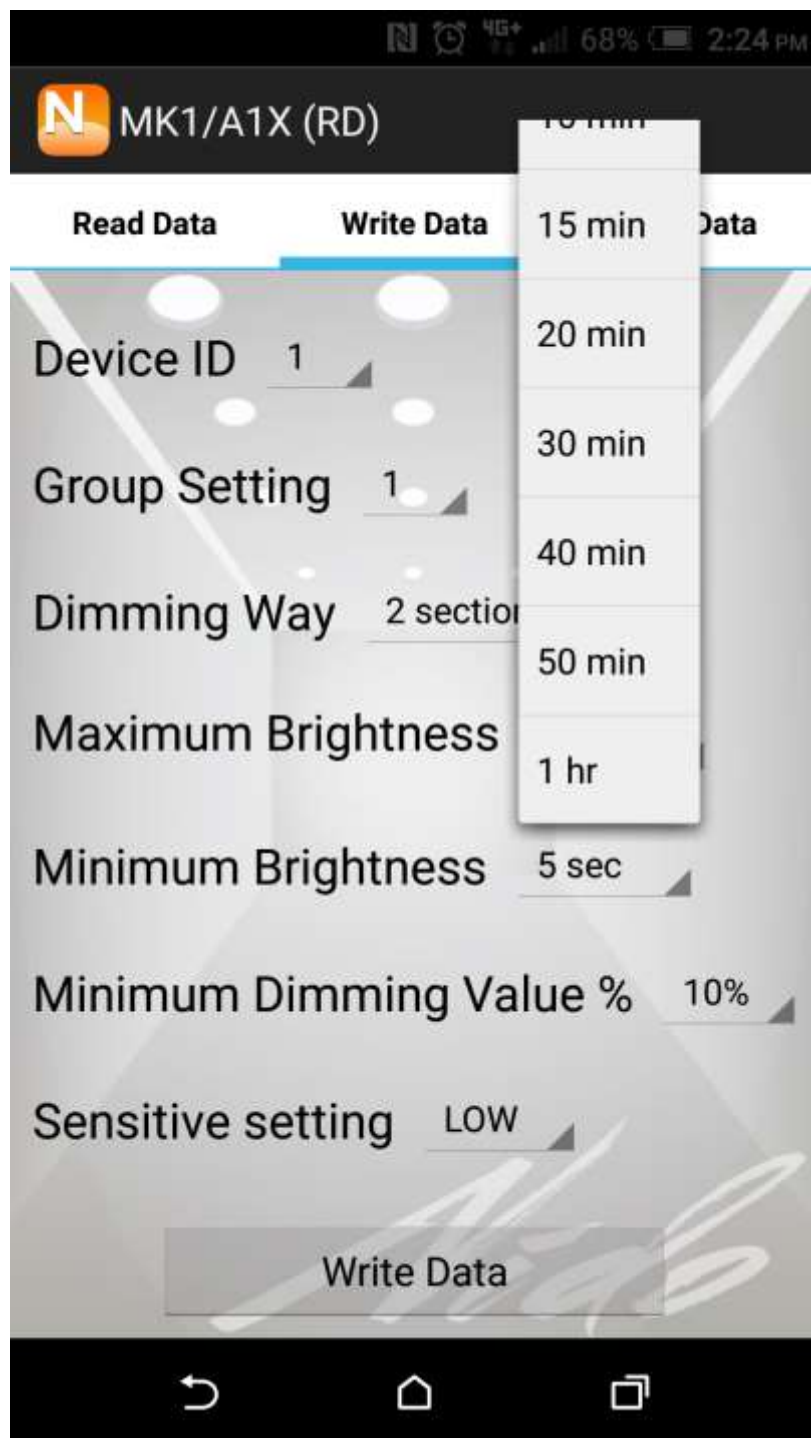 4G+ 68% 2:24 PM
N MK1/A1X (RD)
Read Data Write Data Data
15 min
20 min
30 min
40 min
50 min
1 hr
Device ID 1
Group Setting 1
Dimming Way 2 section
Maximum Brightness
Minimum Brightness 5 sec
Minimum Dimming Value % 10%
Sensitive setting LOW
Write Data